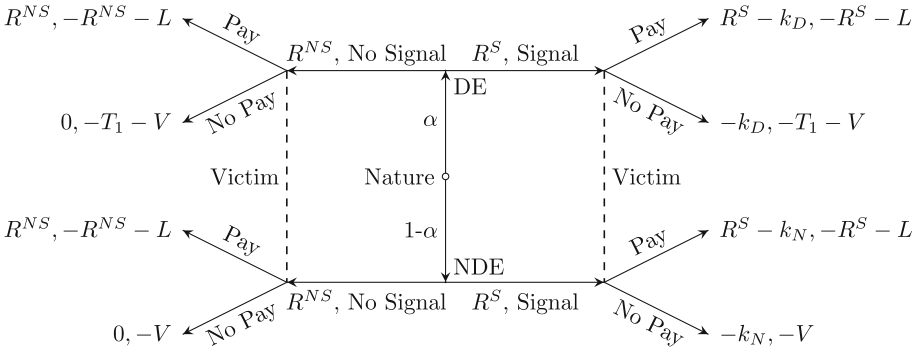 R^{NS}, −R^{NS} − L
Pay
R^{NS}, No Signal
R^S, Signal
Pay
R^S − k_D, −R^S − L
DE
0, −T_1 − V
No Pay
α
No Pay
−k_D, −T_1 − V
Victim
Nature
Victim
R^{NS}, −R^{NS} − L
Pay
1-α
Pay
R^S − k_N, −R^S − L
NDE
R^{NS}, No Signal
R^S, Signal
0, −V
No Pay
No Pay
−k_N, −V